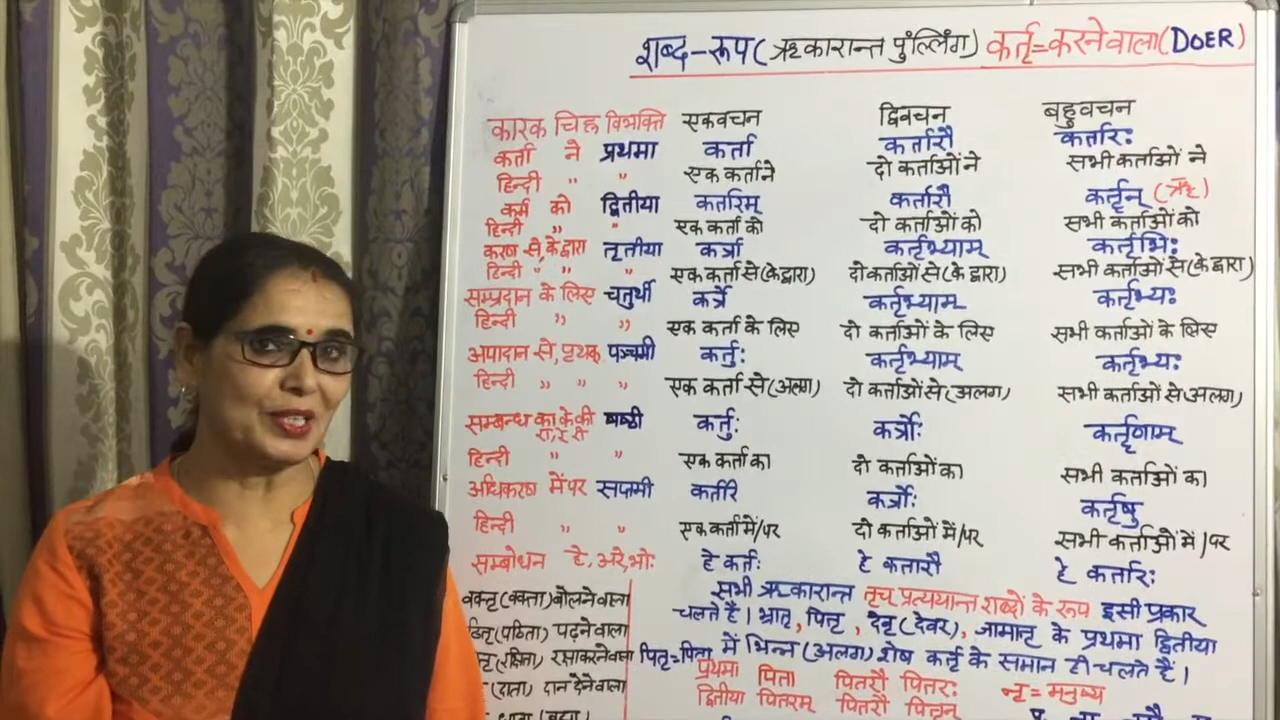 शब्द-रूप (ऋकारान्त पुंल्लिंग) कर्तृ=करने वाला (DOER)
कारक चिह्न विभक्ति एकवचन द्विवचन बहुवचन
कर्ता ने प्रथमा कर्ता कर्तारौ कर्तारः
हिन्दी " " एक कर्ता ने दो कर्ताओं ने सभी कर्ताओं ने
कर्म को द्वितीया कर्तारम् कर्तारौ कर्तॄन् (ॠ)
हिन्दी " " एक कर्ता को दो कर्ताओं को सभी कर्ताओं को
करण से, के द्वारा तृतीया कर्त्रा कर्तृभ्याम् कर्तृभिः
हिन्दी " " " एक कर्ता से (के द्वारा) दो कर्ताओं से (के द्वारा) सभी कर्ताओं से (के द्वारा)
सम्प्रदान के लिए चतुर्थी कर्त्रे कर्तृभ्याम् कर्तृभ्यः
हिन्दी " " एक कर्ता के लिए दो कर्ताओं के लिए सभी कर्ताओं के लिए
अपादान से, पृथक् पञ्चमी कर्तुः कर्तृभ्याम् कर्तृभ्यः
हिन्दी " " " एक कर्ता से (अलग) दो कर्ताओं से (अलग) सभी कर्ताओं से (अलग)
सम्बन्ध का, के, की षष्ठी कर्तुः कर्त्रोः कर्तॄणाम्
रा, रे, री
हिन्दी " " एक कर्ता का दो कर्ताओं का सभी कर्ताओं का
अधिकरण में पर सप्तमी कर्तरि कर्त्रोः कर्तृषु
हिन्दी " " एक कर्ता में/पर दो कर्ताओं में/पर सभी कर्ताओं में/पर
सम्बोधन हे, अरे, भोः हे कर्तः हे कर्तारौ हे कर्तारः
सभी ऋकारान्त तृच् प्रत्ययान्त शब्दों के रूप इसी प्रकार
चलते हैं। भ्रातृ, पितृ, देवृ (देवर), जामातृ के प्रथमा द्वितीया
में भिन्न (अलग) शेष कर्तृ के समान ही चलते हैं।
वक्तृ (वक्ता) बोलने वाला
ठितृ (पठिता) पढ़ने वाला
तृ (रक्षिता) रक्षा करने वाला
(दाता) दान देने वाला
पितृ=पिता
प्रथमा पिता पितरौ पितरः नृ = मनुष्य
द्वितीया पितरम् पितरौ पितॄन्